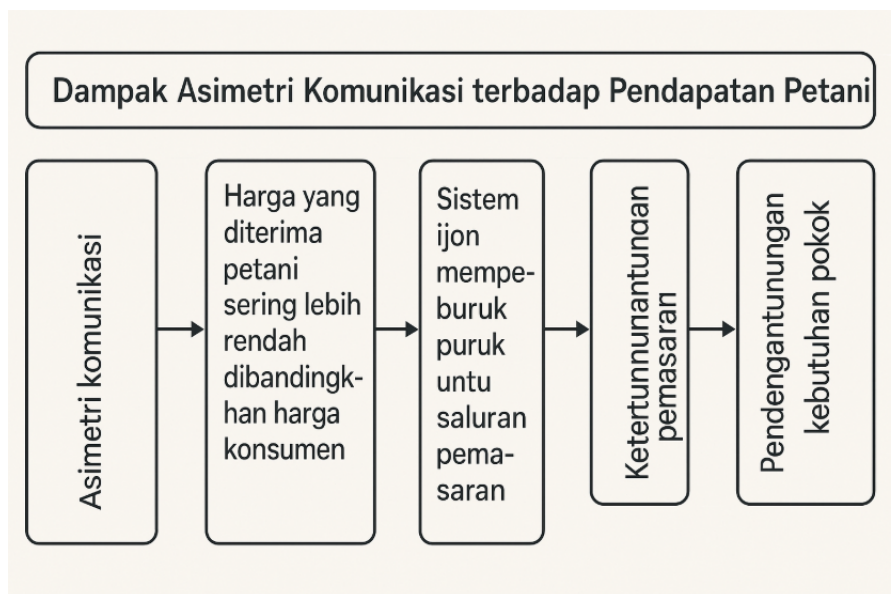 Dampak Asimetri Komunikasi terbadap Pendapatan Petani
Asimetri komunikasi
Harga yang
diterima
petani
sering lebih
rendah
dibandingk-
han harga
konsumen
Sistem
ijon
mempe-
buruk
puruk
untu
saluran
pema-
saran
Ketertunnunantungan
pemasaran
Pendengantunungan
kebutuhan pokok